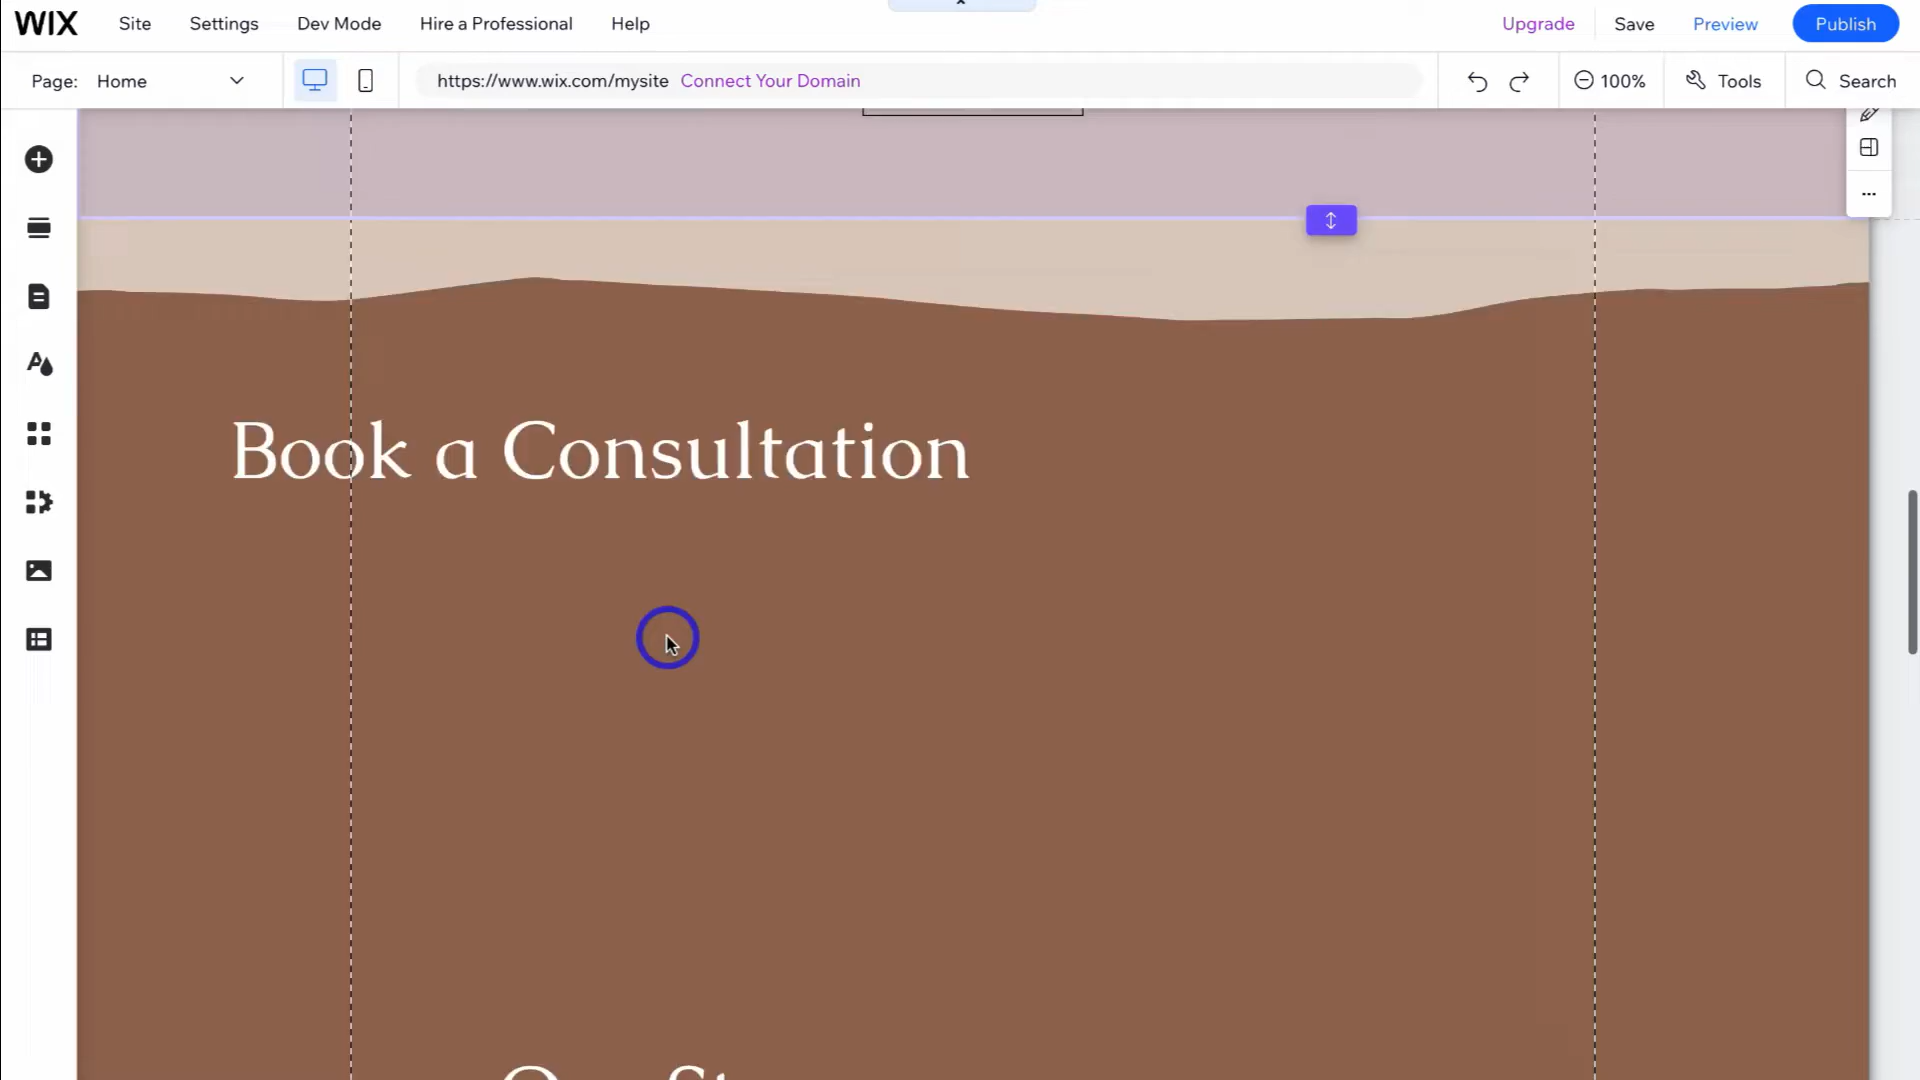 WIX Site Settings Dev Mode Hire a Professional Help Upgrade Save Preview Publish
Page: Home https://www.wix.com/mysite Connect Your Domain 100% Tools Search
Book a Consultation